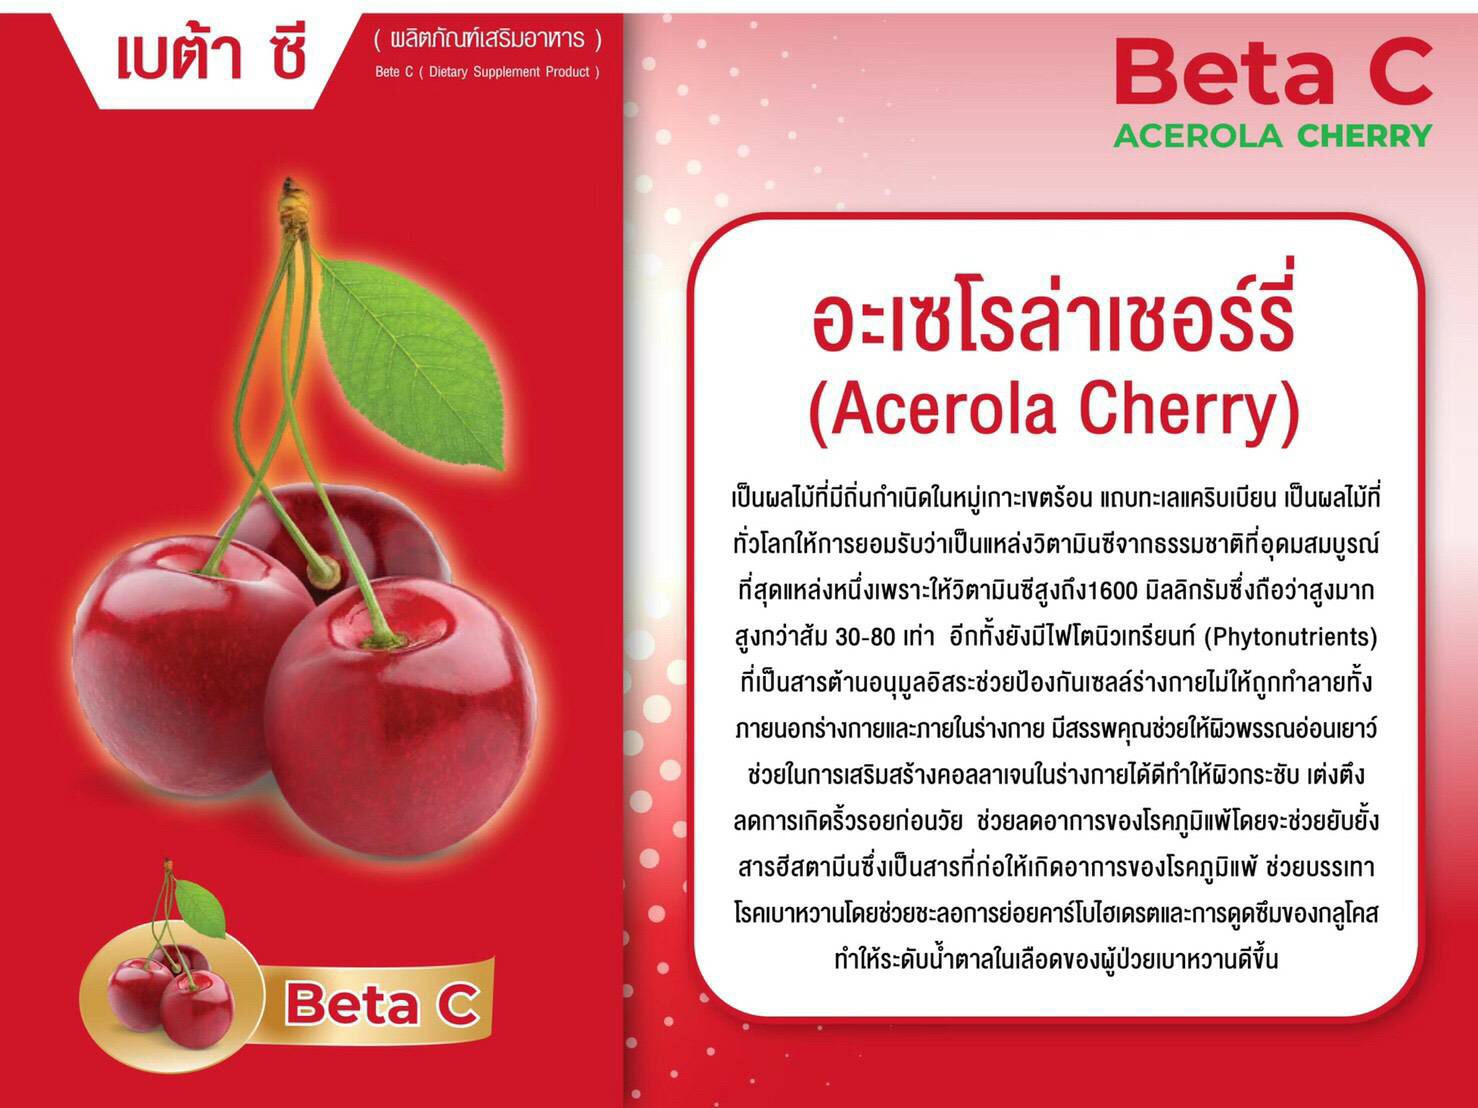 เบต้า ซี
( ผลิตภัณฑ์เสริมอาหาร )
Bete C ( Dietary Supplement Product )
Beta C
ACEROLA CHERRY
อะเซโรล่าเชอร์รี่
(Acerola Cherry)
เป็นผลไม้ที่มีถิ่นกำเนิดในหมู่เกาะเขตร้อน แถบทะเลแคริบเบียน เป็นผลไม้ที่
ทั่วโลกให้การยอมรับว่าเป็นแหล่งวิตามินซีจากธรรมชาติที่อุดมสมบูรณ์
ที่สุดแหล่งหนึ่งเพราะให้วิตามินซีสูงถึง1600 มิลลิกรัมซึ่งถือว่าสูงมาก
สูงกว่าส้ม 30-80 เท่า อีกทั้งยังมีไฟโตนิวเทรียนท์ (Phytonutrients)
ที่เป็นสารต้านอนุมูลอิสระช่วยป้องกันเซลล์ร่างกายไม่ให้ถูกทำลายทั้ง
ภายนอกร่างกายและภายในร่างกาย มีสรรพคุณช่วยให้ผิวพรรณอ่อนเยาว์
ช่วยในการเสริมสร้างคอลลาเจนในร่างกายได้ดีทำให้ผิวกระชับ เต่งตึง
ลดการเกิดริ้วรอยก่อนวัย ช่วยลดอาการของโรคภูมิแพ้โดยจะช่วยยับยั้ง
สารฮีสตามีนซึ่งเป็นสารที่ก่อให้เกิดอาการของโรคภูมิแพ้ ช่วยบรรเทา
โรคเบาหวานโดยช่วยชะลอการย่อยคาร์โบไฮเดรตและการดูดซึมของกลูโคส
ทำให้ระดับน้ำตาลในเลือดของผู้ป่วยเบาหวานดีขึ้น
Beta C